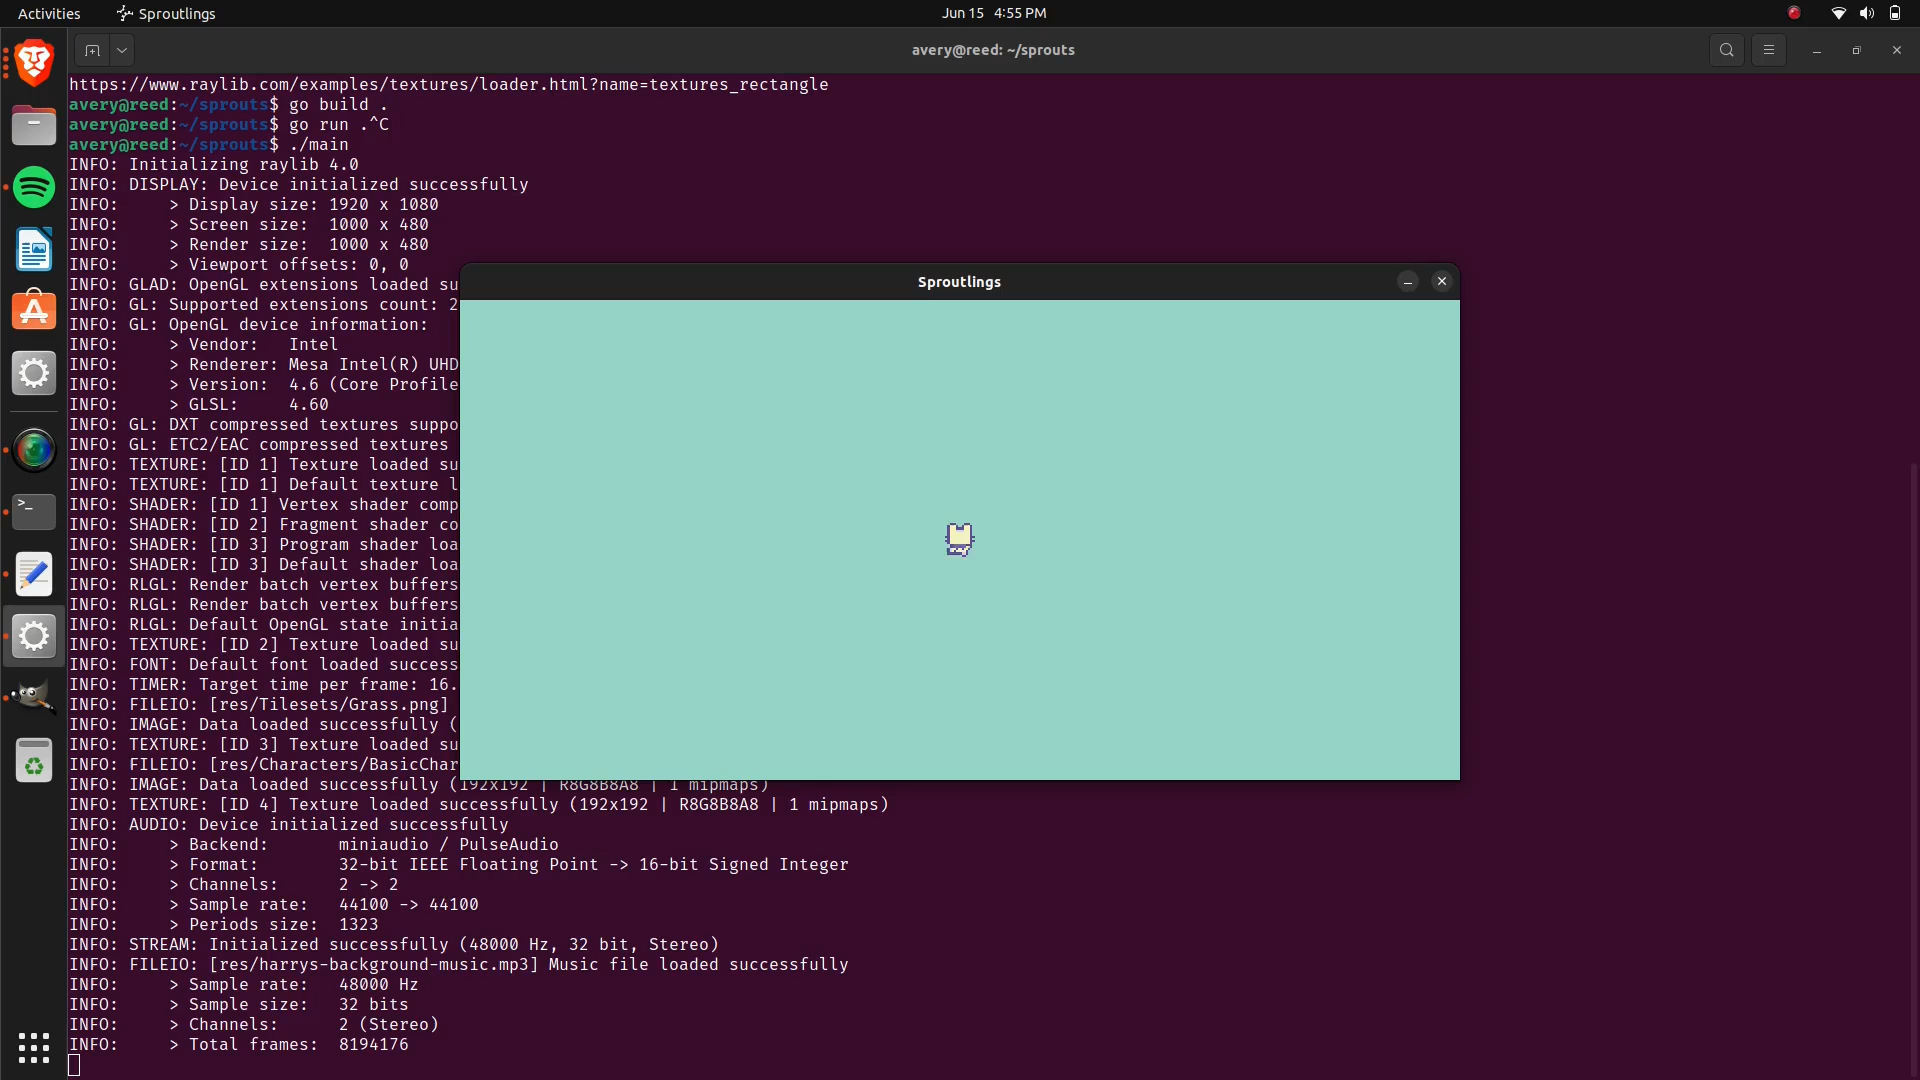 Activities
Sproutlings
Jun 15 4:55 PM
avery@reed: ~/sprouts
https://www.raylib.com/examples/textures/loader.html?name=textures_rectangle
avery@reed:~/sprouts$ go build .
avery@reed:~/sprouts$ go run .^C
avery@reed:~/sprouts$ ./main
INFO: Initializing raylib 4.0
INFO: DISPLAY: Device initialized successfully
INFO:     > Display size: 1920 x 1080
INFO:     > Screen size:  1000 x 480
INFO:     > Render size:  1000 x 480
INFO:     > Viewport offsets: 0, 0
INFO: GLAD: OpenGL extensions loaded su
INFO: GL: Supported extensions count: 2
INFO: GL: OpenGL device information:
INFO:     > Vendor:   Intel
INFO:     > Renderer: Mesa Intel(R) UHD
INFO:     > Version:  4.6 (Core Profile
INFO:     > GLSL:     4.60
INFO: GL: DXT compressed textures suppo
INFO: GL: ETC2/EAC compressed textures
INFO: TEXTURE: [ID 1] Texture loaded su
INFO: TEXTURE: [ID 1] Default texture l
INFO: SHADER: [ID 1] Vertex shader comp
INFO: SHADER: [ID 2] Fragment shader co
INFO: SHADER: [ID 3] Program shader loa
INFO: SHADER: [ID 3] Default shader loa
INFO: RLGL: Render batch vertex buffers
INFO: RLGL: Render batch vertex buffers
INFO: RLGL: Default OpenGL state initia
INFO: TEXTURE: [ID 2] Texture loaded su
INFO: FONT: Default font loaded success
INFO: TIMER: Target time per frame: 16.
INFO: FILEIO: [res/Tilesets/Grass.png]
INFO: IMAGE: Data loaded successfully (
INFO: TEXTURE: [ID 3] Texture loaded su
INFO: FILEIO: [res/Characters/BasicChar
INFO: IMAGE: Data loaded successfully (192x192 | R8G8B8A8 | 1 mipmaps)
INFO: TEXTURE: [ID 4] Texture loaded successfully (192x192 | R8G8B8A8 | 1 mipmaps)
INFO: AUDIO: Device initialized successfully
INFO:     > Backend:      miniaudio / PulseAudio
INFO:     > Format:       32-bit IEEE Floating Point -> 16-bit Signed Integer
INFO:     > Channels:     2 -> 2
INFO:     > Sample rate:  44100 -> 44100
INFO:     > Periods size: 1323
INFO: STREAM: Initialized successfully (48000 Hz, 32 bit, Stereo)
INFO: FILEIO: [res/harrys-background-music.mp3] Music file loaded successfully
INFO:     > Sample rate:  48000 Hz
INFO:     > Sample size:  32 bits
INFO:     > Channels:     2 (Stereo)
INFO:     > Total frames: 8194176
Sproutlings